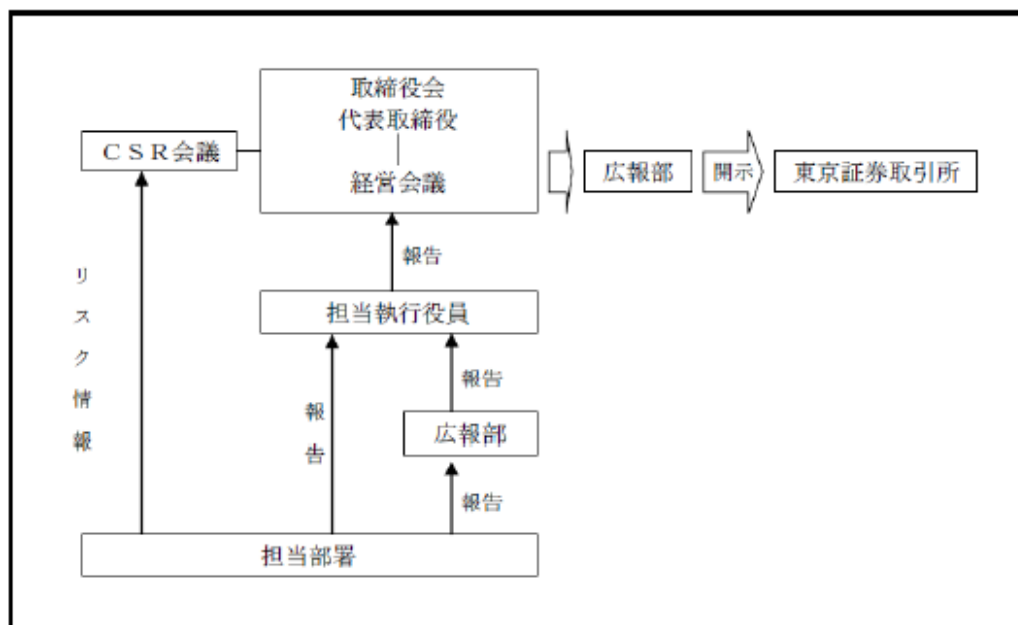 取締役会
代表取締役
経営会議
ＣＳＲ会議
広報部
開示
東京証券取引所
報告
担当執行役員
リスク情報
報告
報告
広報部
報告
担当部署